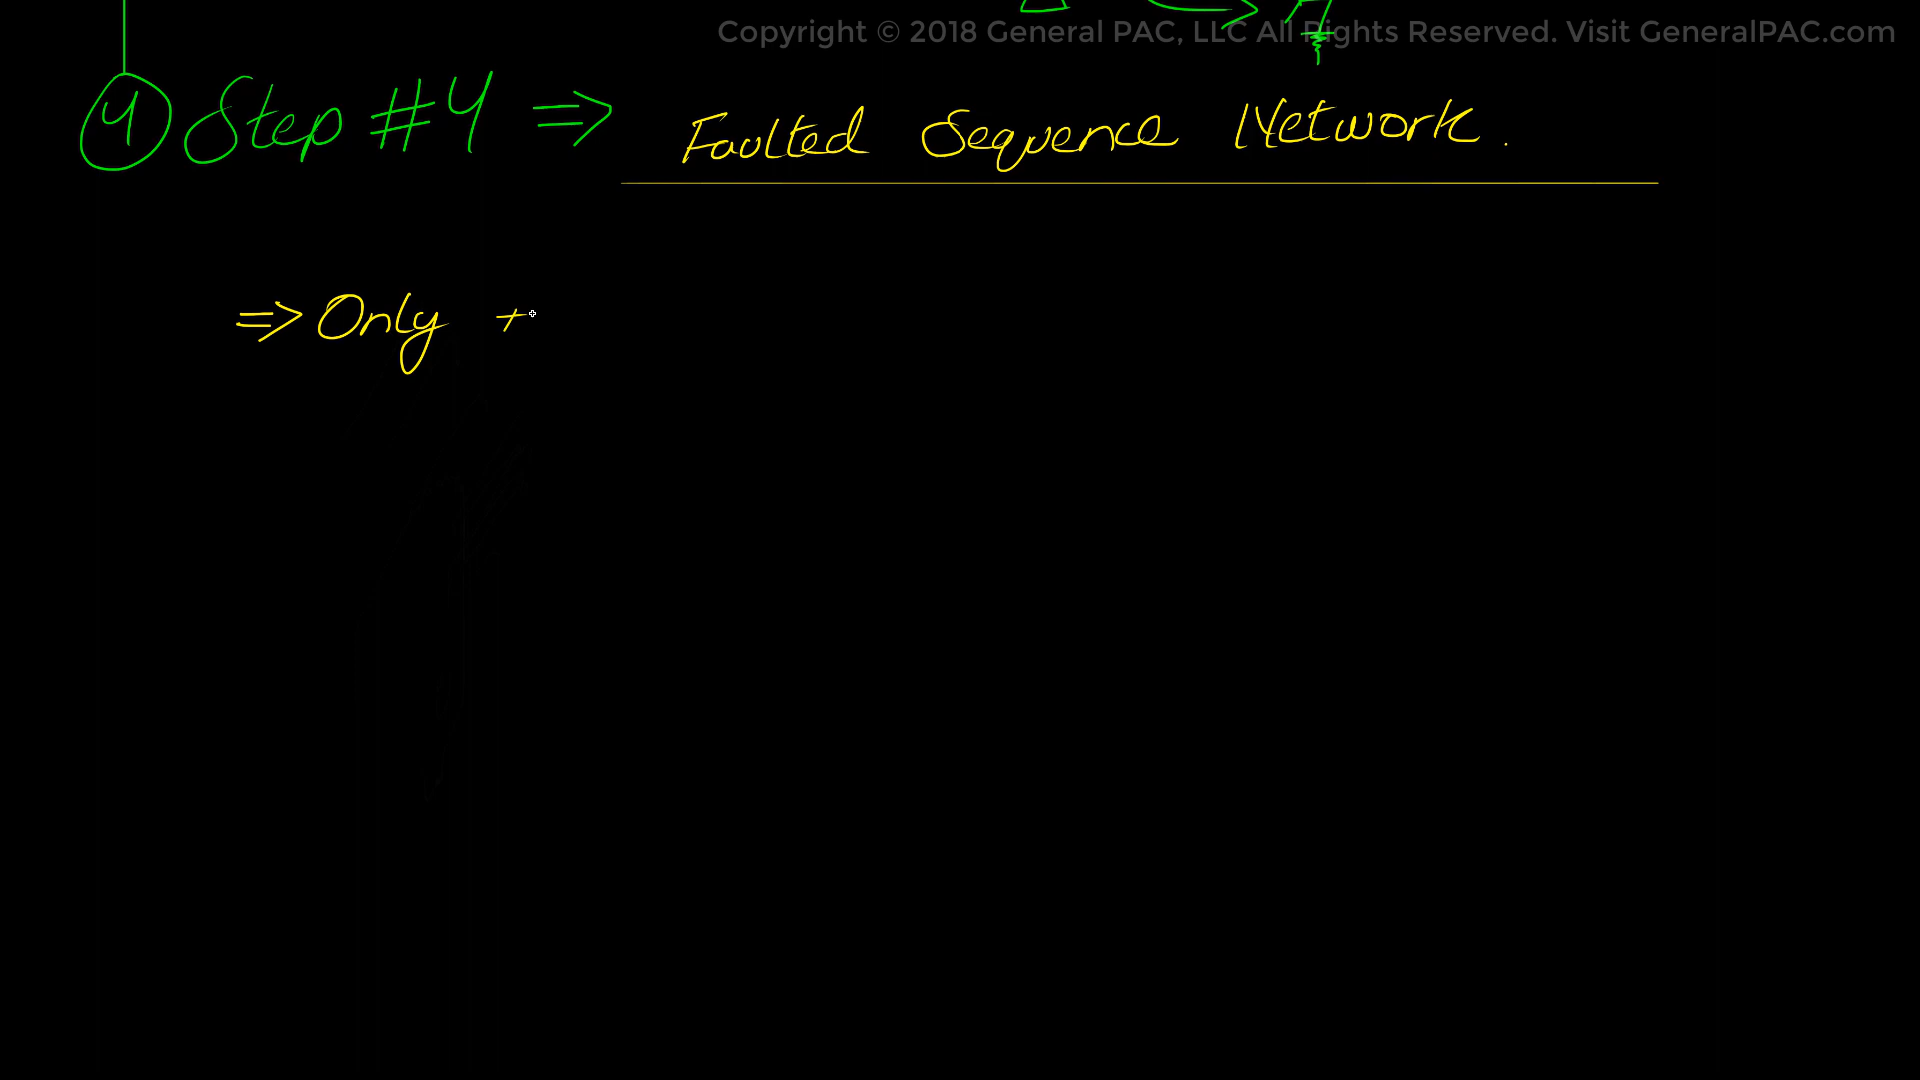 Copyright © 2018 General PAC, LLC All Rights Reserved. Visit GeneralPAC.com
4 Step #4 => Faulted Sequence Network.
=> Only +